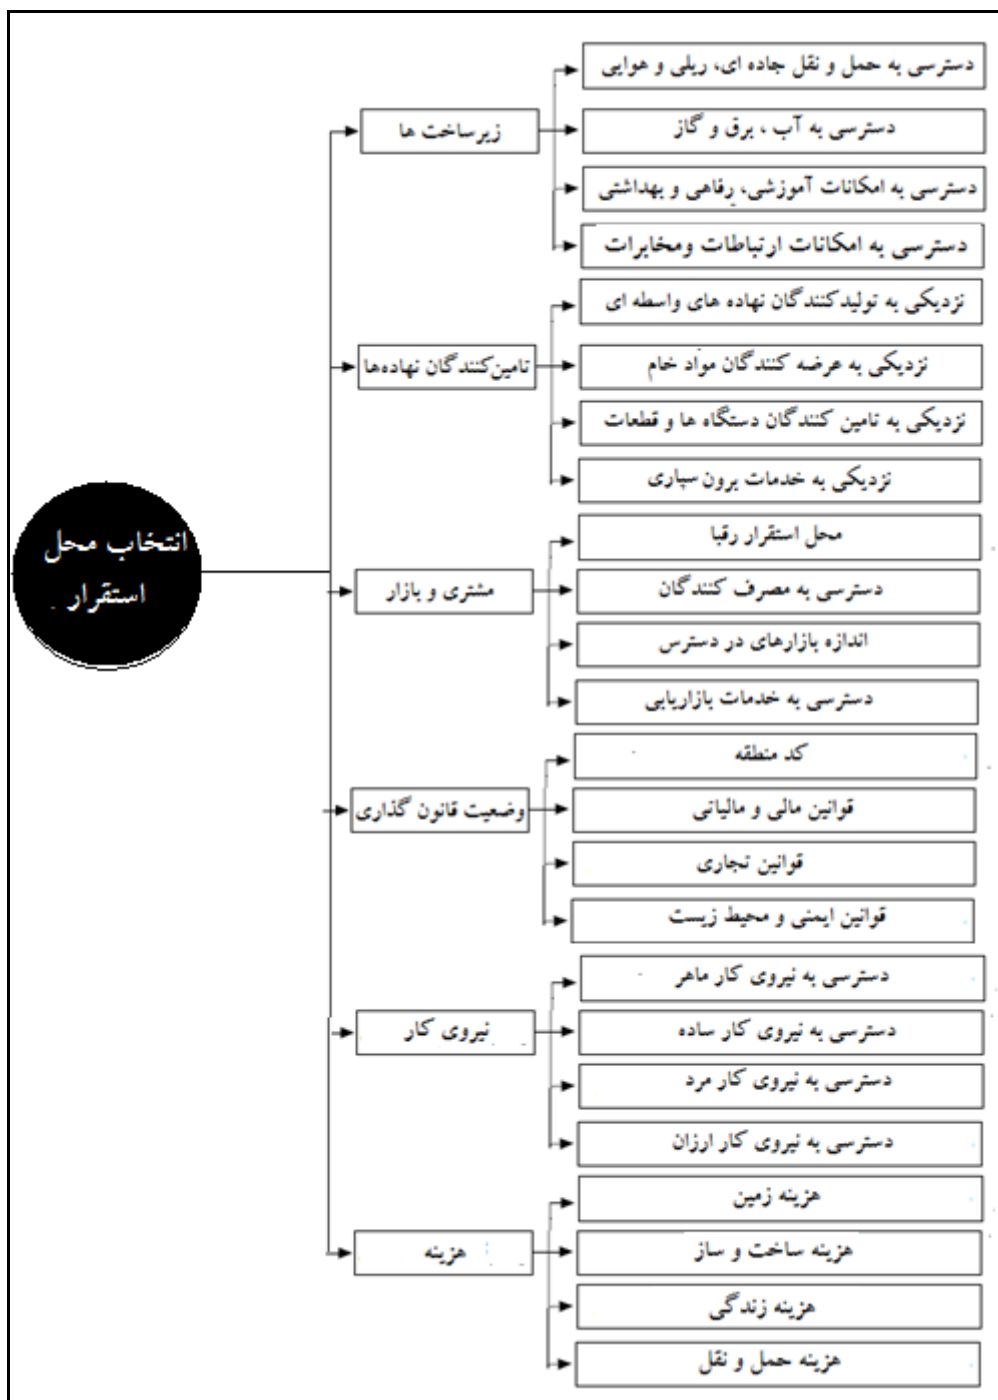 انتخاب محل
استقرار
زیرساخت ها
دسترسی به حمل و نقل جاده ای، ریلی و هوایی
دسترسی به آب ، برق و گاز
دسترسی به امکانات آموزشی، رفاهی و بهداشتی
دسترسی به امکانات ارتباطات ومخابرات
تامین‌کنندگان نهاده‌ها
نزدیکی به تولیدکنندگان نهاده های واسطه ای
نزدیکی به عرضه کنندگان مواد خام
نزدیکی به تامین کنندگان دستگاه ها و قطعات
نزدیکی به خدمات برون سپاری
مشتری و بازار
محل استقرار رقبا
دسترسی به مصرف کنندگان
اندازه بازارهای در دسترس
دسترسی به خدمات بازاریابی
وضعیت قانون گذاری
کد منطقه
قوانین مالی و مالیاتی
قوانین تجاری
قوانین ایمنی و محیط زیست
نیروی کار
دسترسی به نیروی کار ماهر
دسترسی به نیروی کار ساده
دسترسی به نیروی کار مرد
دسترسی به نیروی کار ارزان
هزینه
هزینه زمین
هزینه ساخت و ساز
هزینه زندگی
هزینه حمل و نقل